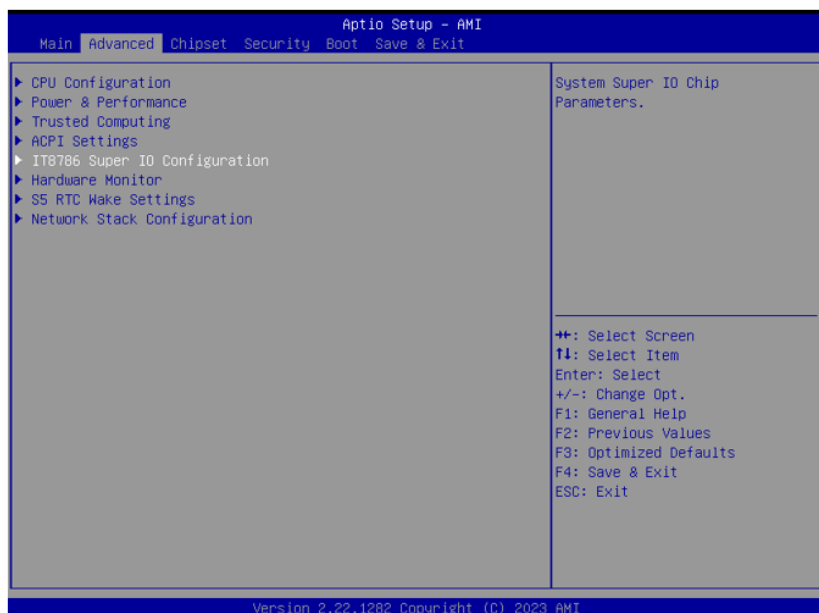 Aptio Setup – AMI
Main Advanced Chipset Security Boot Save & Exit
CPU Configuration
Power & Performance
Trusted Computing
ACPI Settings
IT8786 Super IO Configuration
Hardware Monitor
S5 RTC Wake Settings
Network Stack Configuration
System Super IO Chip
Parameters.
→←: Select Screen
↑↓: Select Item
Enter: Select
+/-: Change Opt.
F1: General Help
F2: Previous Values
F3: Optimized Defaults
F4: Save & Exit
ESC: Exit
Version 2.22.1282 Copyright (C) 2023 AMI